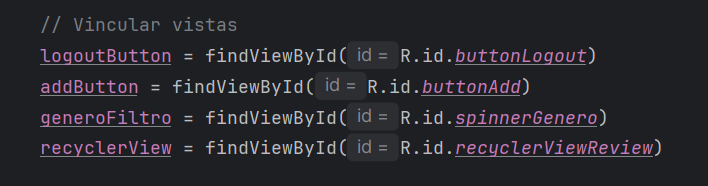 // Vincular vistas
logoutButton = findViewById( id = R.id.buttonLogout)
addButton = findViewById( id = R.id.buttonAdd)
generoFiltro = findViewById( id = R.id.spinnerGenero)
recyclerView = findViewById( id = R.id.recyclerViewReview)